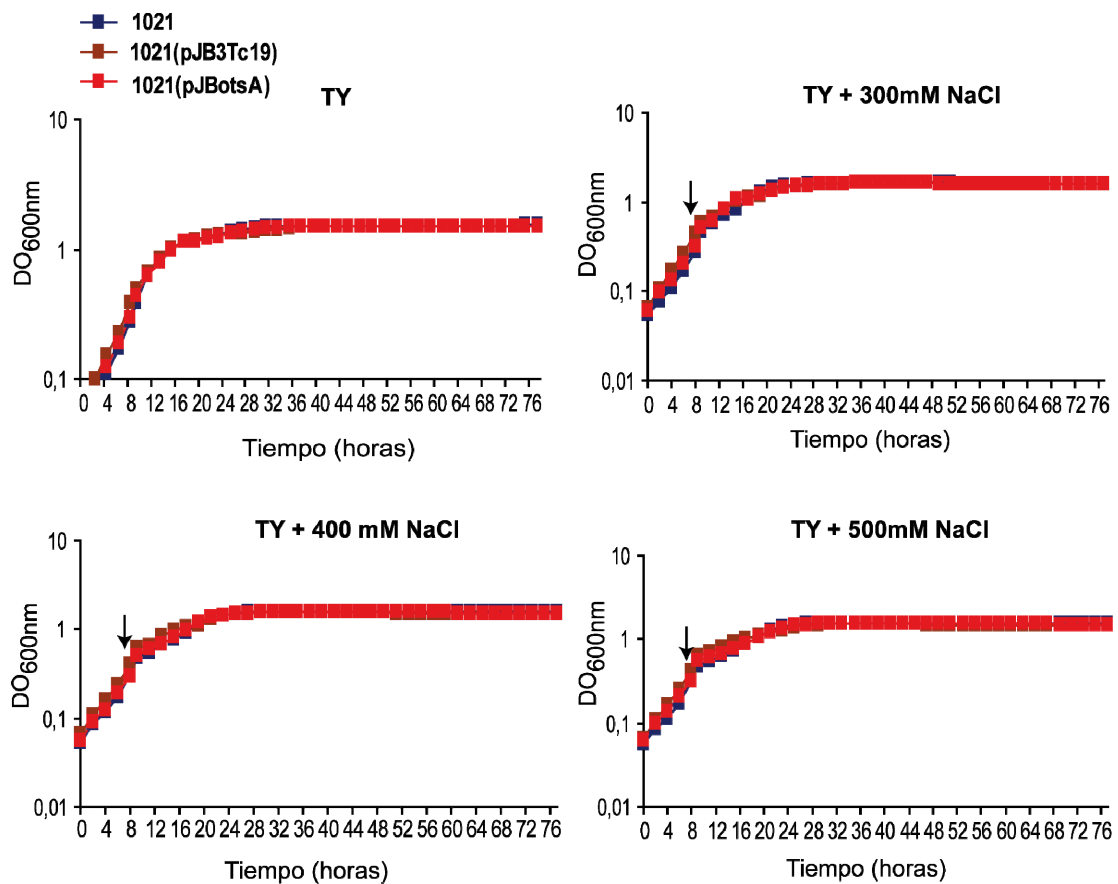 1021
1021(pJB3Tc19)
1021(pJBotsA)
TY
10
1
0,1
DO600nm
0 4 8 12 16 20 24 28 32 36 40 44 48 52 56 60 64 68 72 76
Tiempo (horas)
TY + 300mM NaCl
10
1
0,1
0,01
DO600nm
0 4 8 12 16 20 24 28 32 36 40 44 48 52 56 60 64 68 72 76
Tiempo (horas)
TY + 400 mM NaCl
10
1
0,1
0,01
DO600nm
0 4 8 12 16 20 24 28 32 36 40 44 48 52 56 60 64 68 72 76
Tiempo (horas)
TY + 500mM NaCl
10
1
0,1
0,01
DO600nm
0 4 8 12 16 20 24 28 32 36 40 44 48 52 56 60 64 68 72 76
Tiempo (horas)